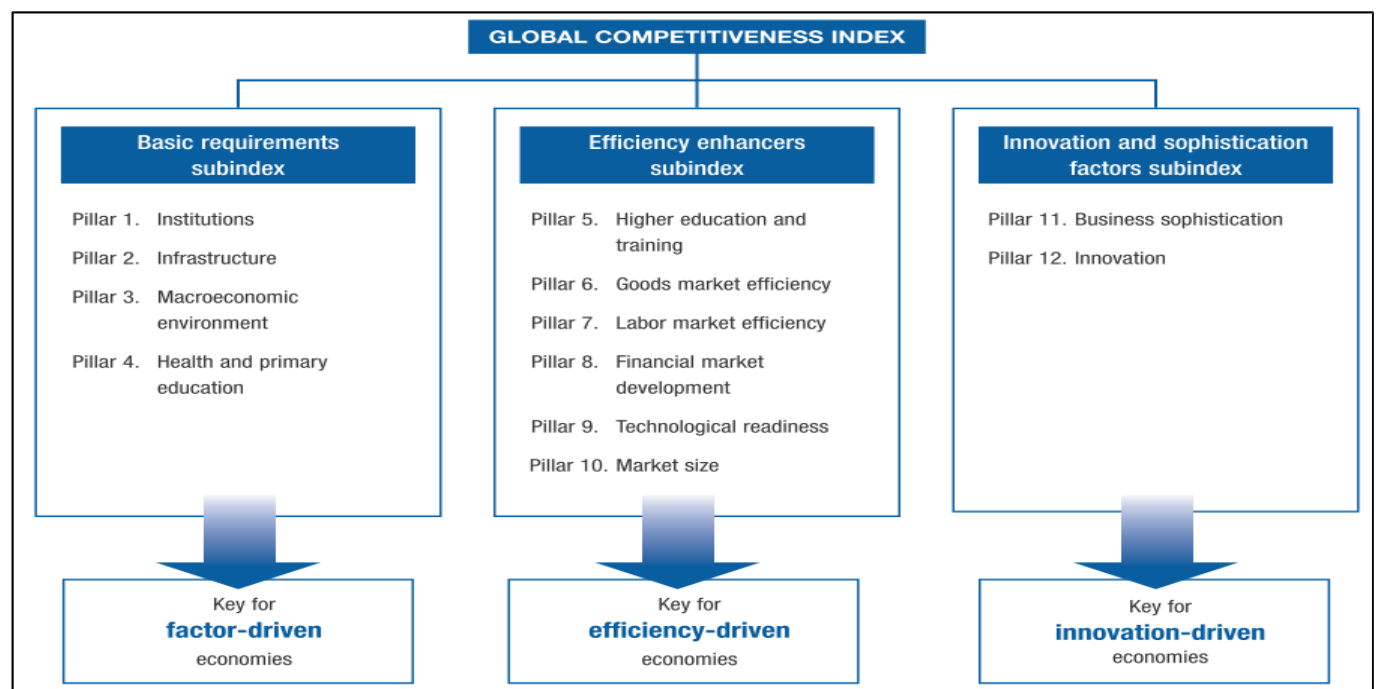 GLOBAL COMPETITIVENESS INDEX
Basic requirements
subindex
Pillar 1. Institutions
Pillar 2. Infrastructure
Pillar 3. Macroeconomic
environment
Pillar 4. Health and primary
education
Key for
factor-driven
economies
Efficiency enhancers
subindex
Pillar 5. Higher education and
training
Pillar 6. Goods market efficiency
Pillar 7. Labor market efficiency
Pillar 8. Financial market
development
Pillar 9. Technological readiness
Pillar 10. Market size
Key for
efficiency-driven
economies
Innovation and sophistication
factors subindex
Pillar 11. Business sophistication
Pillar 12. Innovation
Key for
innovation-driven
economies